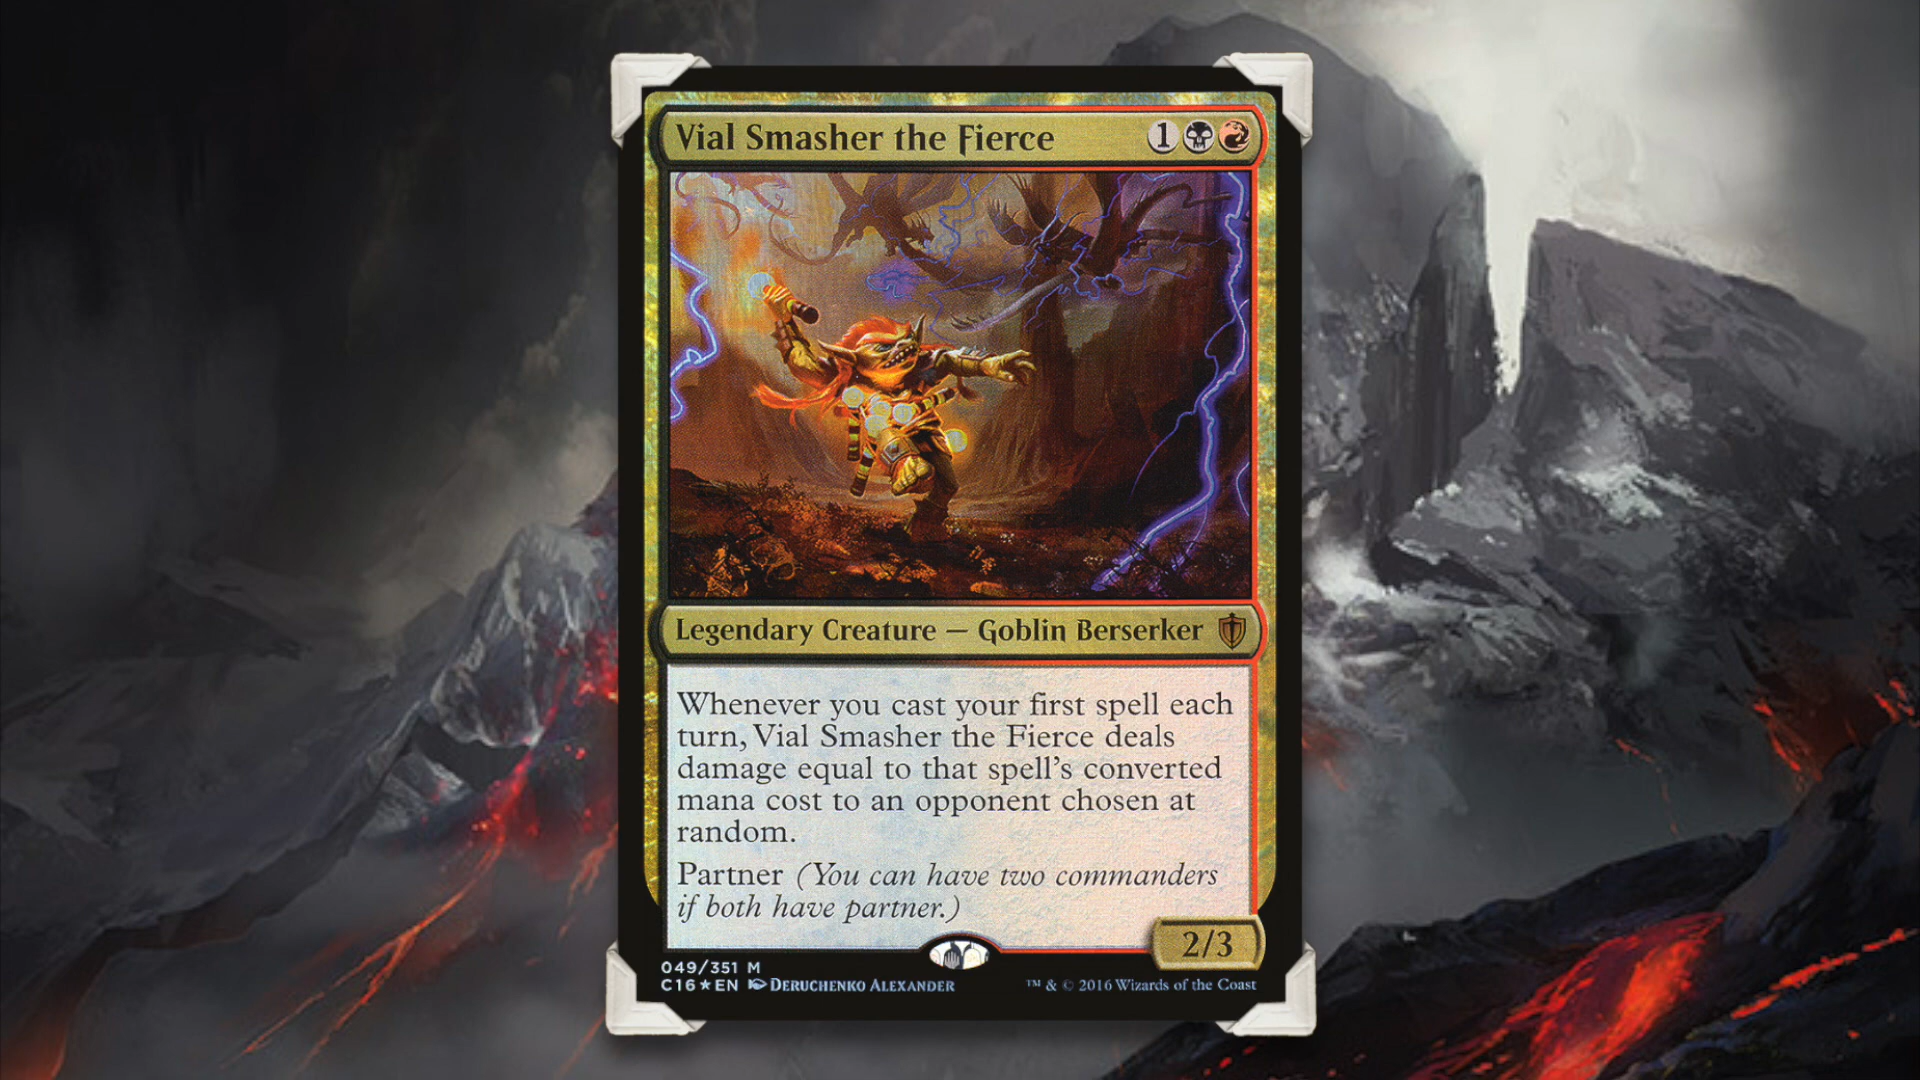 Vial Smasher the Fierce 1
Legendary Creature — Goblin Berserker
Whenever you cast your first spell each
turn, Vial Smasher the Fierce deals
damage equal to that spell's converted
mana cost to an opponent chosen at
random.
Partner (You can have two commanders
if both have partner.)
2/3
049/351 M
C16★EN Deruchenko Alexander
™ & © 2016 Wizards of the Coast